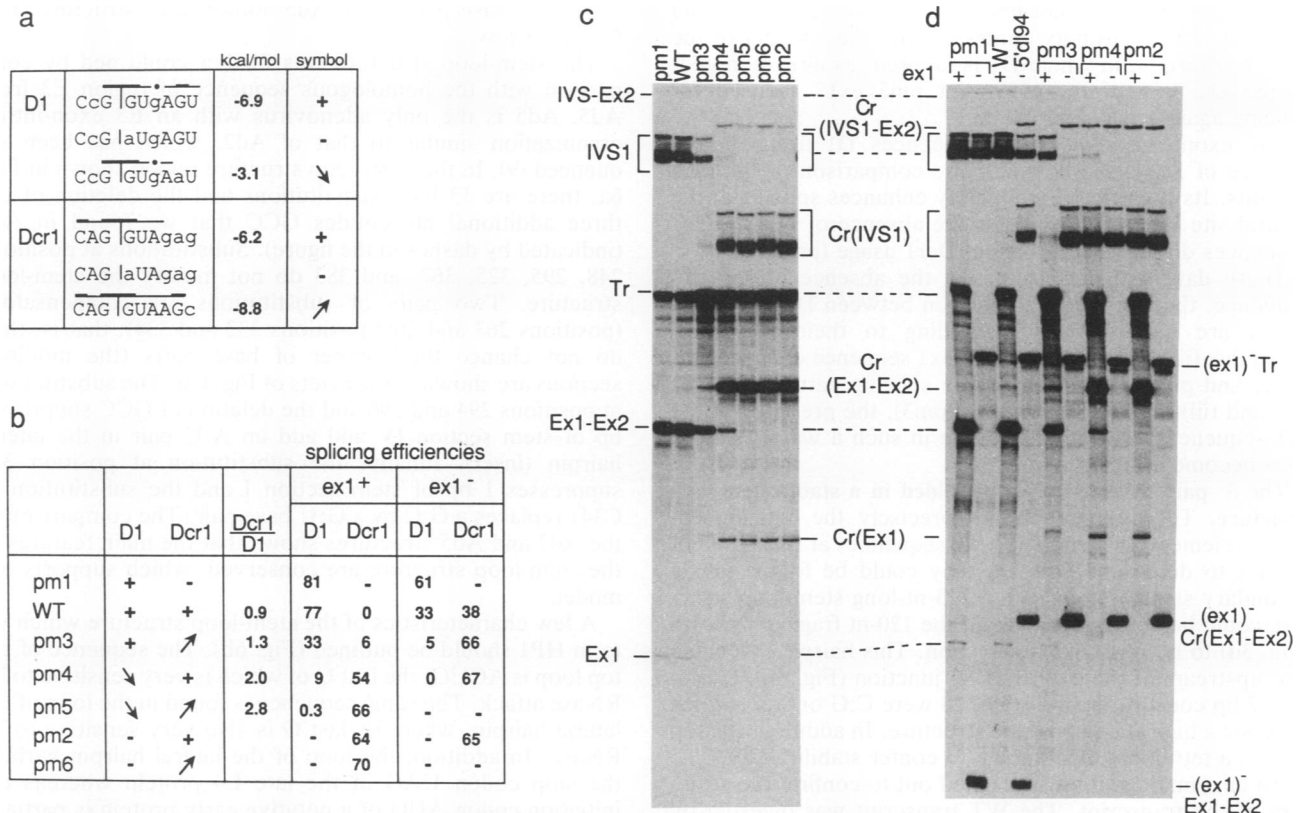 a
kcal/mol symbol
D1 CcG GUgAGU -6.9 +
CcG aUgAGU -
CcG GUgAaU -3.1 ↘
Dcr1 CAG GUAgag -6.2 +
CAG aUAgag -
CAG GUAAGc -8.8 ↗
b
splicing efficiencies
ex1+ ex1-
D1 Dcr1 Dcr1/D1 D1 Dcr1 D1 Dcr1
pm1 + - 81 - 61 -
WT + + 0.9 77 0 33 38
pm3 + ↗ 1.3 33 6 5 66
pm4 ↘ + 2.0 9 54 0 67
pm5 ↘ ↗ 2.8 0.3 66 - -
pm2 - + - 64 - 65
pm6 - ↗ - 70 - -
c
pm1
WT
pm3
pm4
pm5
pm6
pm2
IVS-Ex2
IVS1
Tr
Ex1-Ex2
Ex1
Cr
(IVS1-Ex2)
Cr(IVS1)
Cr
(Ex1-Ex2)
Cr(Ex1)
d
pm1 WT 5'dl94 pm3 pm4 pm2
ex1 + - + - + - + - + -
(ex1)- Tr
(ex1)-
Cr(Ex1-Ex2)
(ex1)-
Ex1-Ex2